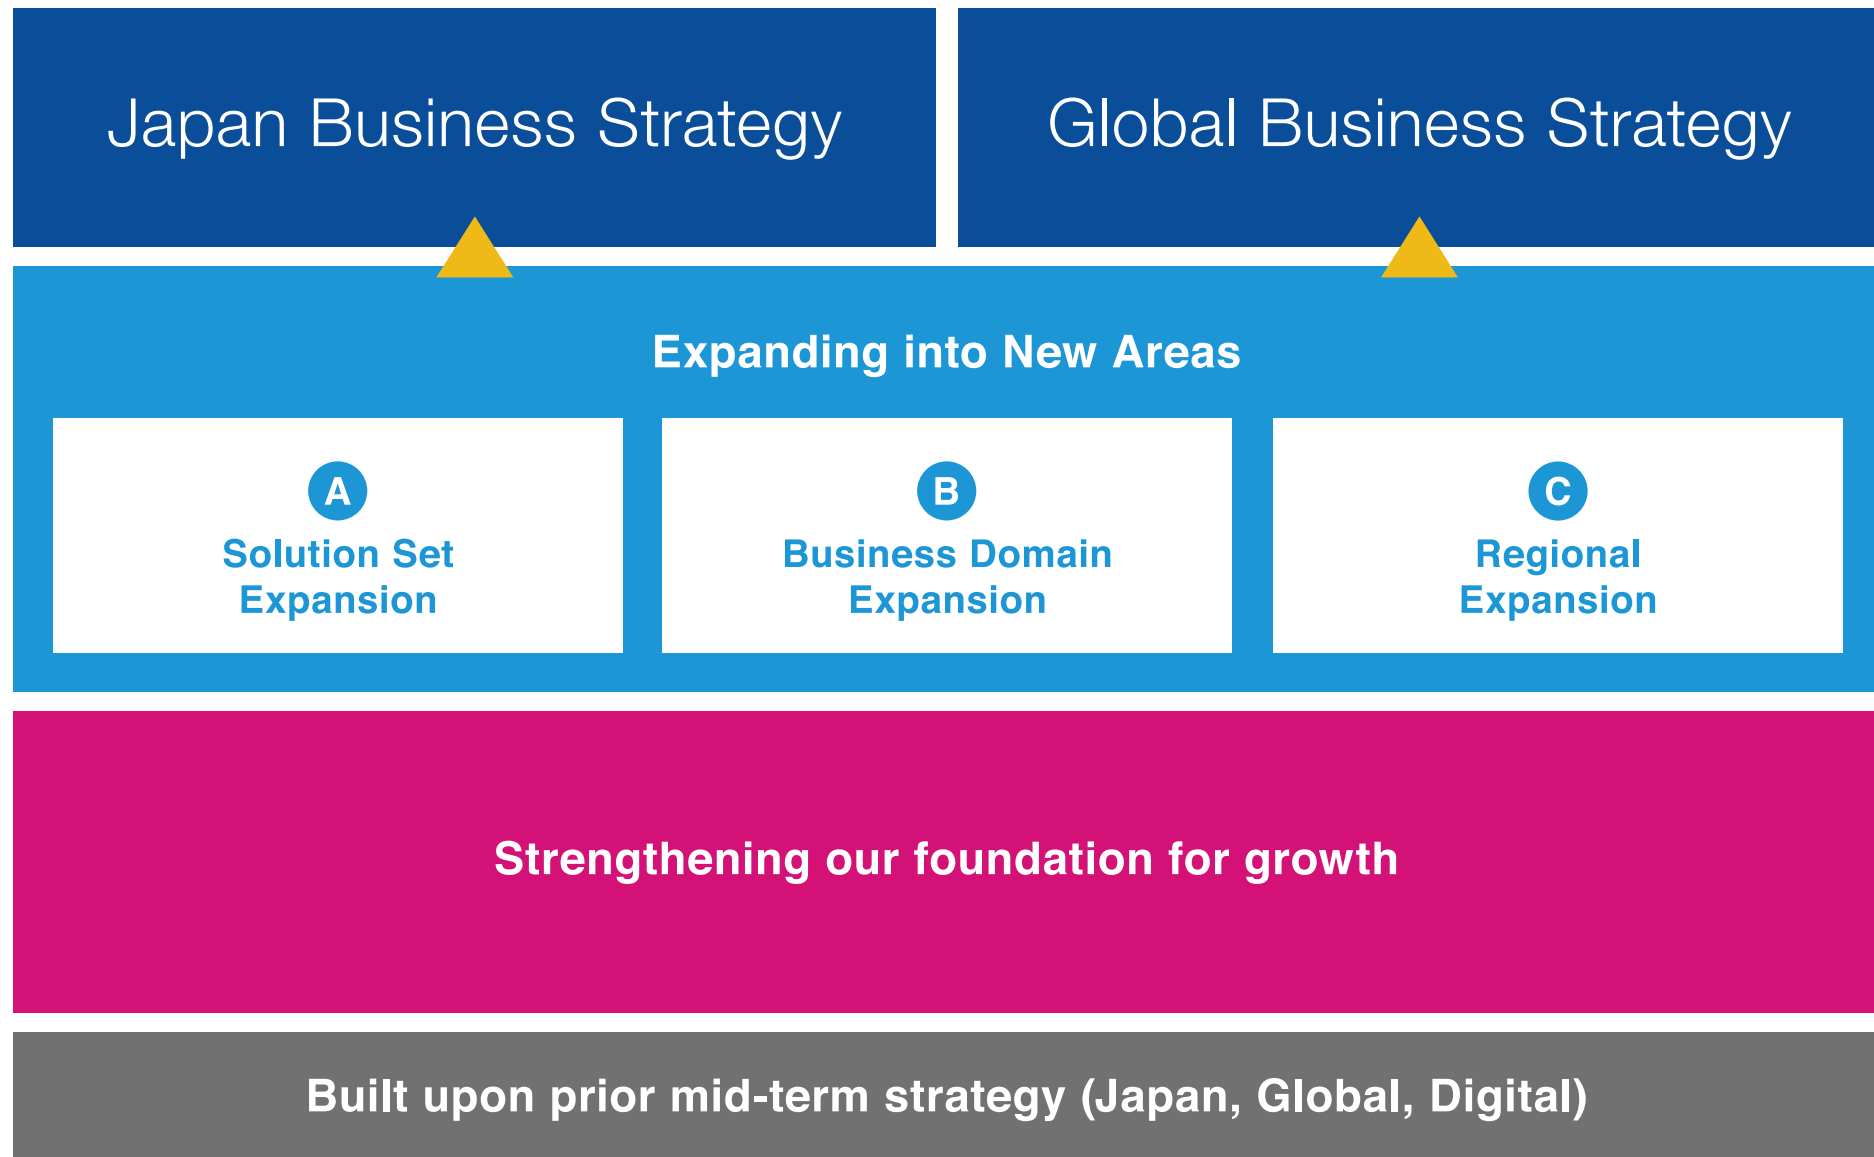 Japan Business Strategy
Global Business Strategy
Expanding into New Areas
A
Solution Set
Expansion
B
Business Domain
Expansion
C
Regional
Expansion
Strengthening our foundation for growth
Built upon prior mid-term strategy (Japan, Global, Digital)